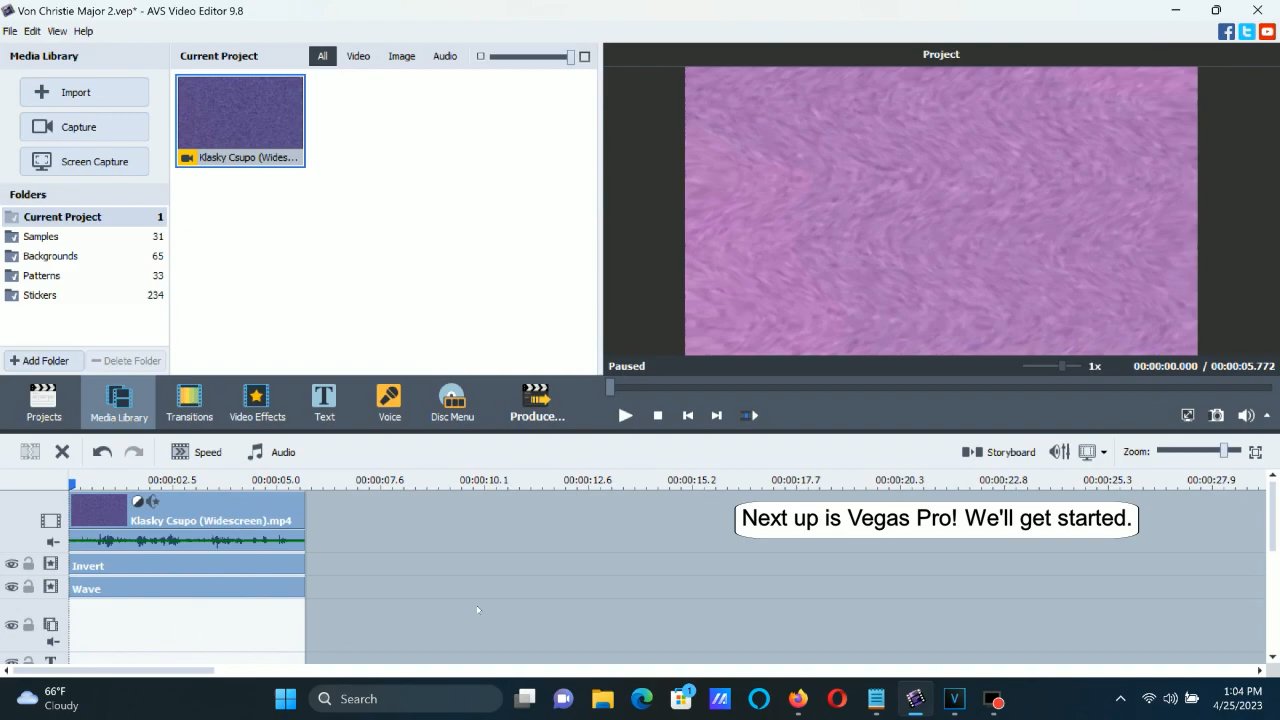 Von Christie Major 2.vep* - AVS Video Editor 9.8
File Edit View Help
Media Library
Current Project
All Video Image Audio
Project
Import
Capture
Screen Capture
Klasky Csupo (Wides...
Folders
Current Project 1
Samples 31
Backgrounds 65
Patterns 33
Stickers 234
Add Folder Delete Folder
Paused 1x 00:00:00.000 / 00:00:05.772
Projects Media Library Transitions Video Effects Text Voice Disc Menu Produce...
Speed Audio Storyboard Zoom:
00:00:02.5 00:00:05.0 00:00:07.6 00:00:10.1 00:00:12.6 00:00:15.2 00:00:17.7 00:00:20.3 00:00:22.8 00:00:25.3 00:00:27.9
Klasky Csupo (Widescreen).mp4
Next up is Vegas Pro! We'll get started.
Invert
Wave
T
66°F
Cloudy
Search
1
V
1:04 PM
4/25/2023